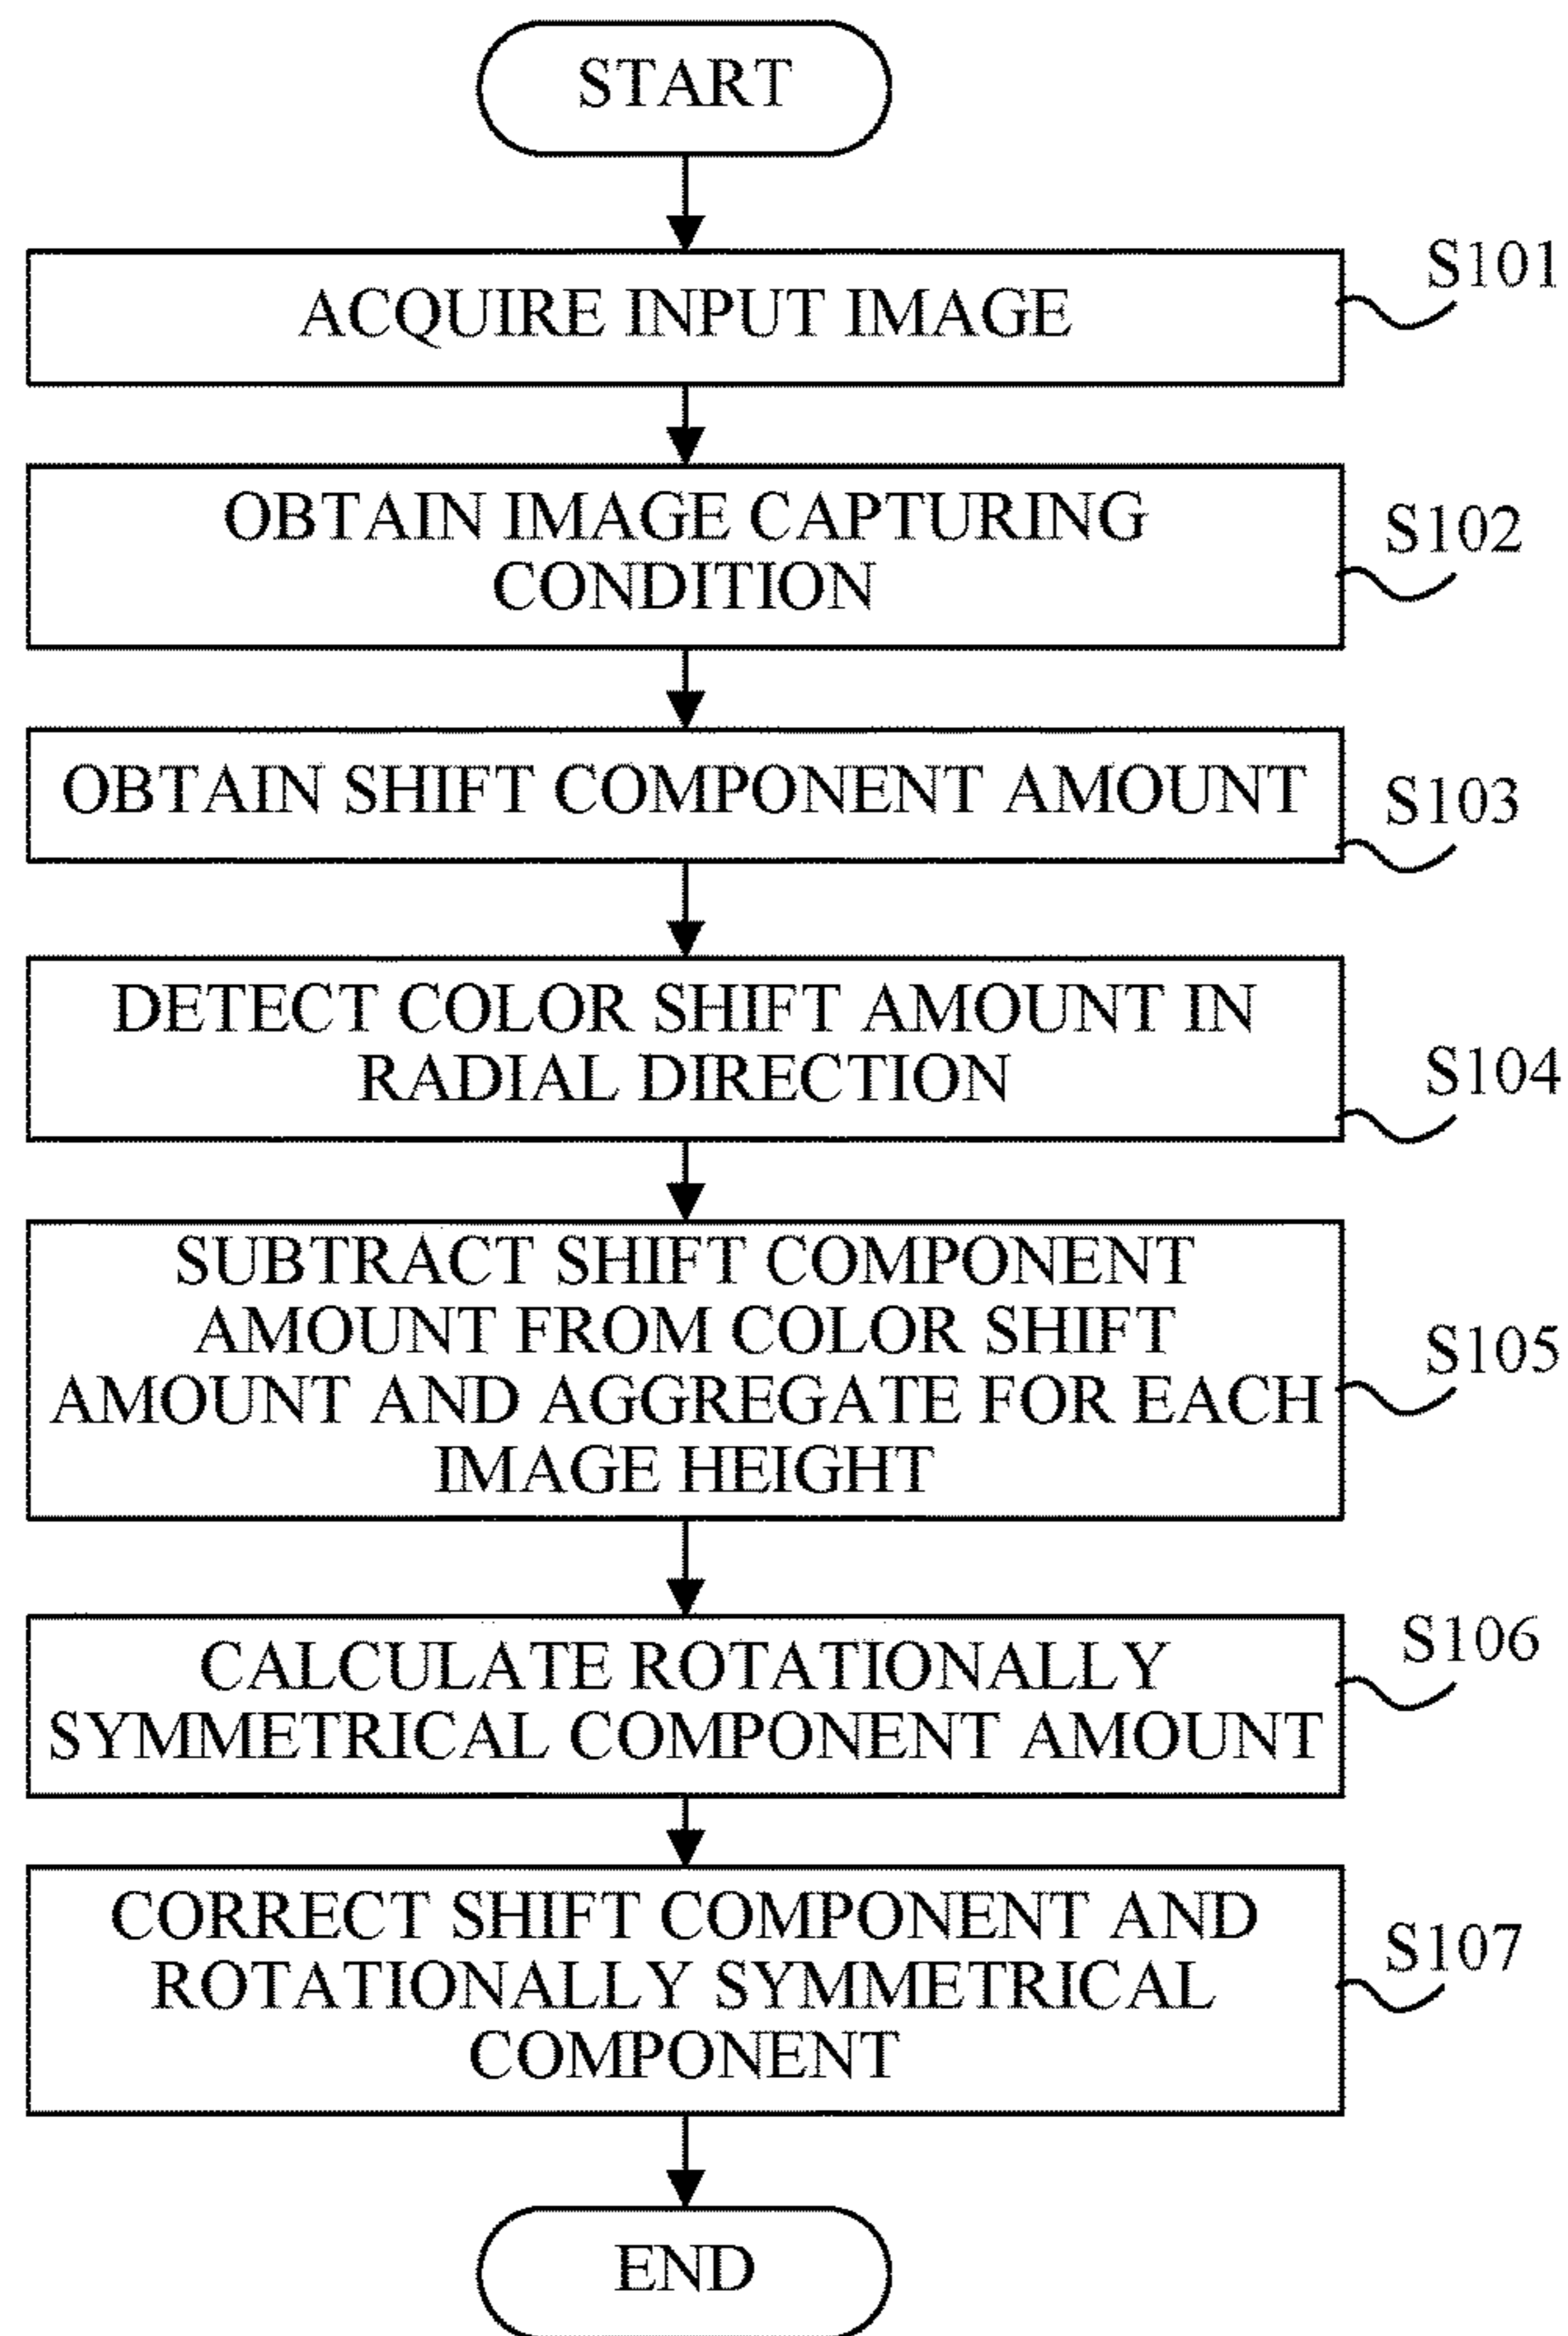 START
ACQUIRE INPUT IMAGE
S101
OBTAIN IMAGE CAPTURING
CONDITION
S102
OBTAIN SHIFT COMPONENT AMOUNT
S103
DETECT COLOR SHIFT AMOUNT IN
RADIAL DIRECTION
S104
SUBTRACT SHIFT COMPONENT
AMOUNT FROM COLOR SHIFT
AMOUNT AND AGGREGATE FOR EACH
IMAGE HEIGHT
S105
CALCULATE ROTATIONALLY
SYMMETRICAL COMPONENT AMOUNT
S106
CORRECT SHIFT COMPONENT AND
ROTATIONALLY SYMMETRICAL
COMPONENT
S107
END